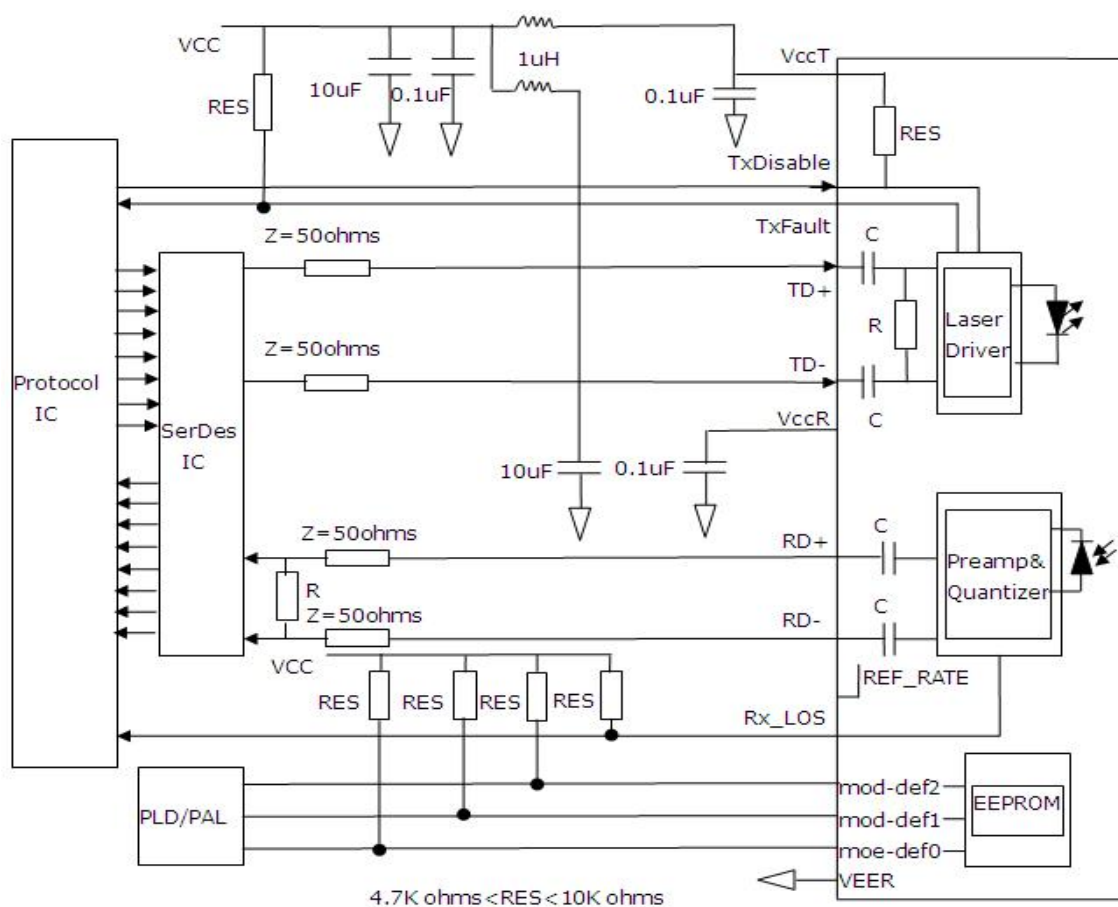 VCC
1uH
VccT
10uF
0.1uF
0.1uF
RES
RES
TxDisable
TxFault
Z=50ohms
C
TD+
R
Laser
Driver
Z=50ohms
TD-
C
Protocol
IC
VccR
SerDes
IC
10uF
0.1uF
Z=50ohms
RD+
C
Preamp&
Quantizer
R
Z=50ohms
C
RD-
VCC
REF_RATE
RES
RES
RES
RES
Rx_LOS
PLD/PAL
mod-def2
EEPROM
mod-def1
moe-def0
VEER
4.7K ohms<RES<10K ohms